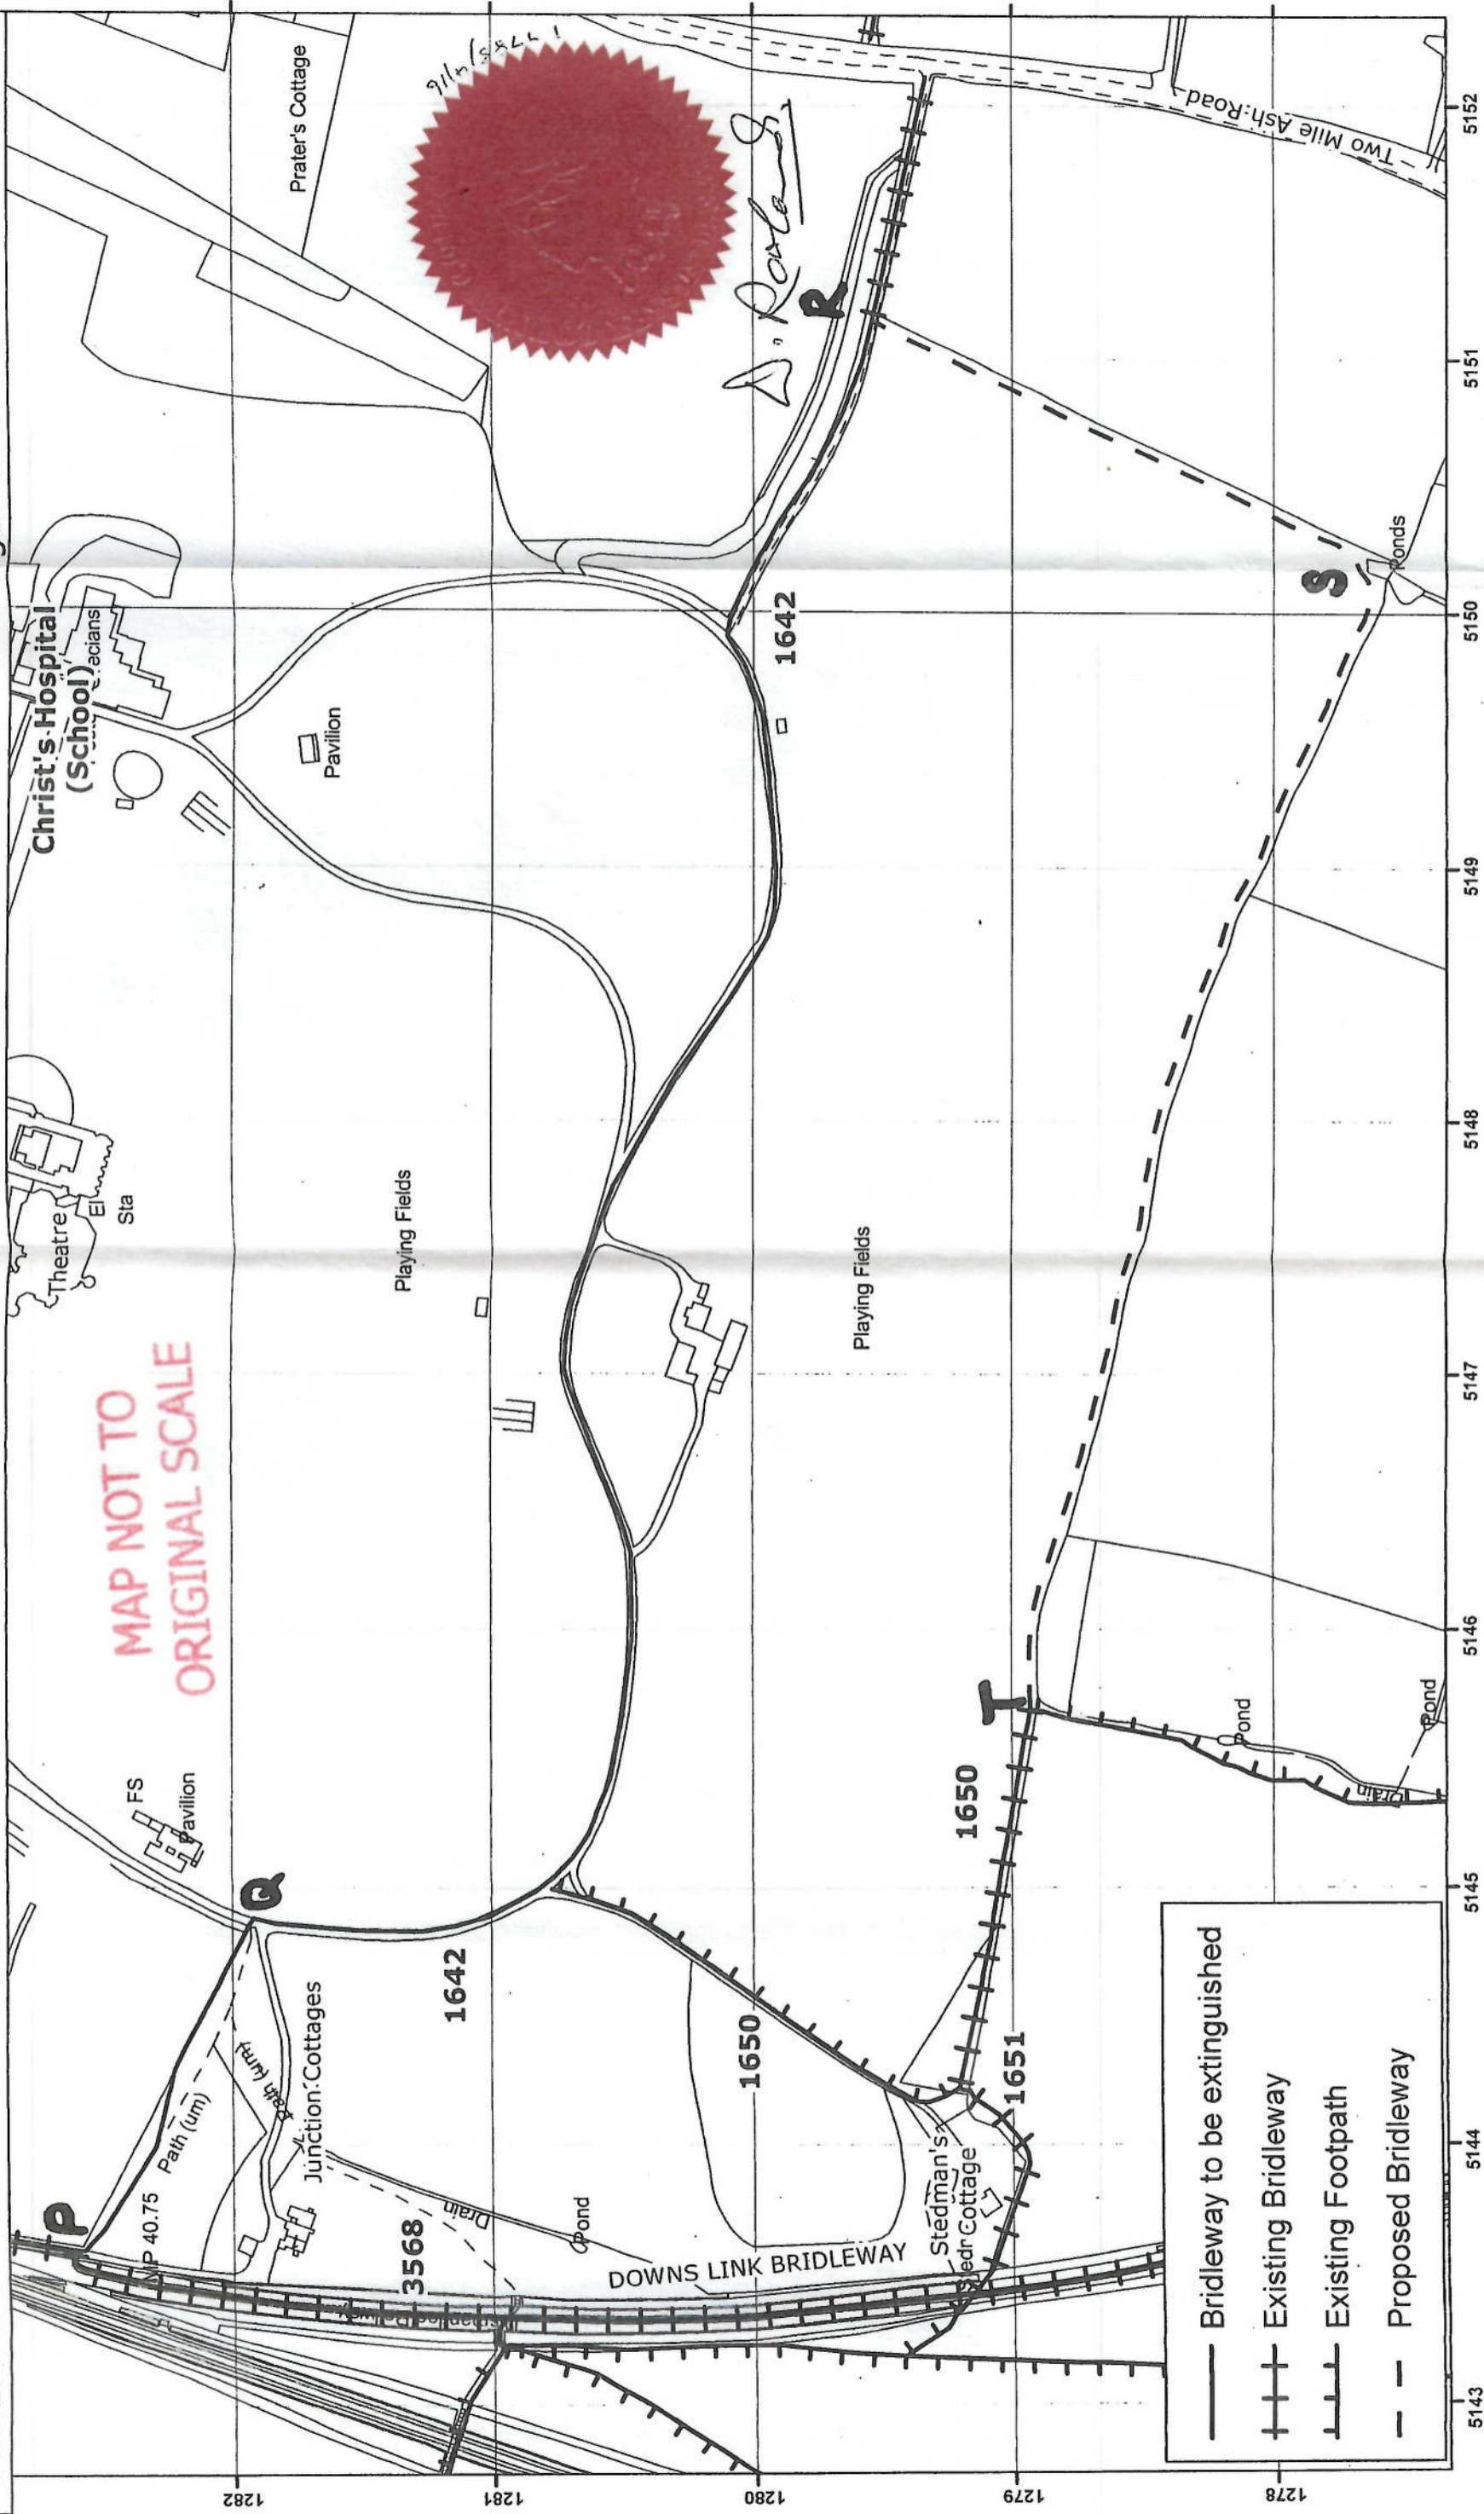 Prater's Cottage
Christ's Hospital
(School)
acians
Pavilion
Theatre
El
Sta
MAP NOT TO
ORIGINAL SCALE
FS
Pavilion
Playing Fields
Playing Fields
P
Q
R
S
T
Path (um)
Path (um)
MP 40.75
Junction Cottages
Drain
Pond
3568
DOWNS LINK BRIDLEWAY
Stedman's
Cottage
1642
1642
1650
1650
1651
Two Mile Ash Road
Ponds
Pond
Pond
Drain
Bridleway to be extinguished
Existing Bridleway
Existing Footpath
Proposed Bridleway
1282
1281
1280
1279
1278
5143
5144
5145
5146
5147
5148
5149
5150
5151
5152